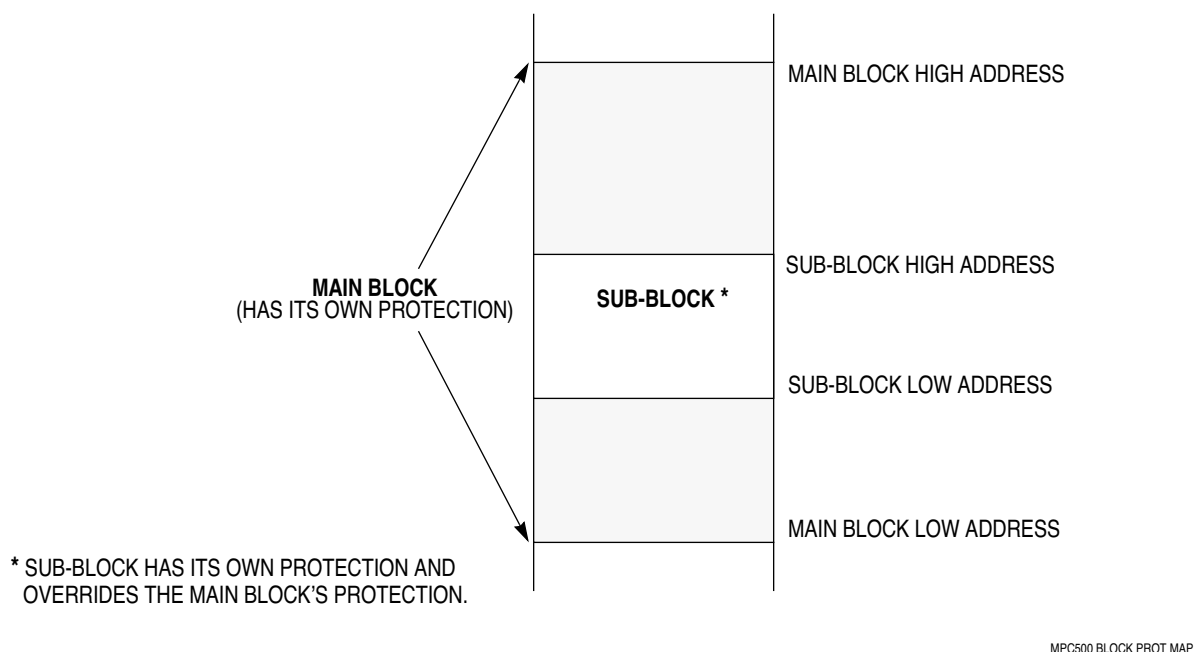 MAIN BLOCK HIGH ADDRESS
SUB-BLOCK HIGH ADDRESS
MAIN BLOCK
(HAS ITS OWN PROTECTION)
SUB-BLOCK *
SUB-BLOCK LOW ADDRESS
MAIN BLOCK LOW ADDRESS
* SUB-BLOCK HAS ITS OWN PROTECTION AND
OVERRIDES THE MAIN BLOCK’S PROTECTION.
MPC500 BLOCK PROT MAP